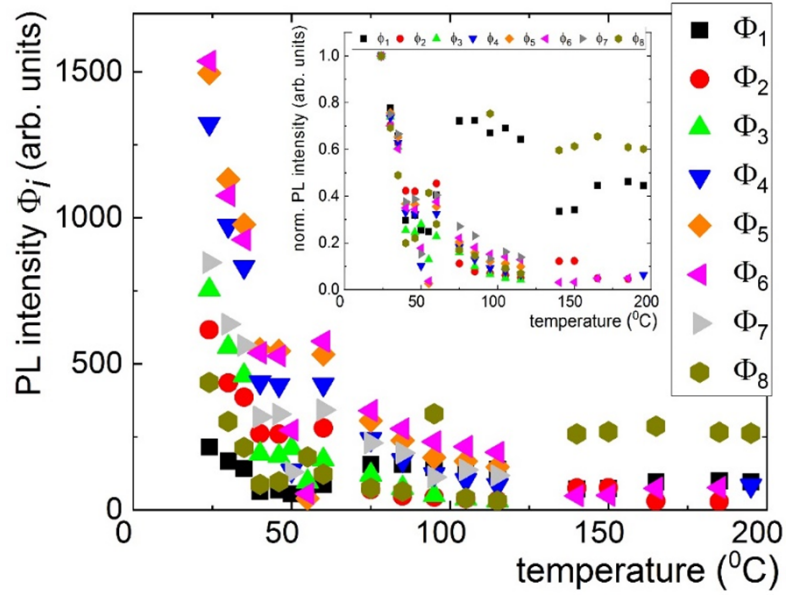 PL intensity Φi (arb. units)
1500
1000
500
0
0 50 100 150 200
temperature (⁰C)
norm. PL intensity (arb. units)
1.0
0.8
0.6
0.4
0.2
0.0
0 50 100 150 200
temperature (⁰C)
ϕ1 ϕ2 ϕ3 ϕ4 ϕ5 ϕ6 ϕ7 ϕ8
Φ1
Φ2
Φ3
Φ4
Φ5
Φ6
Φ7
Φ8